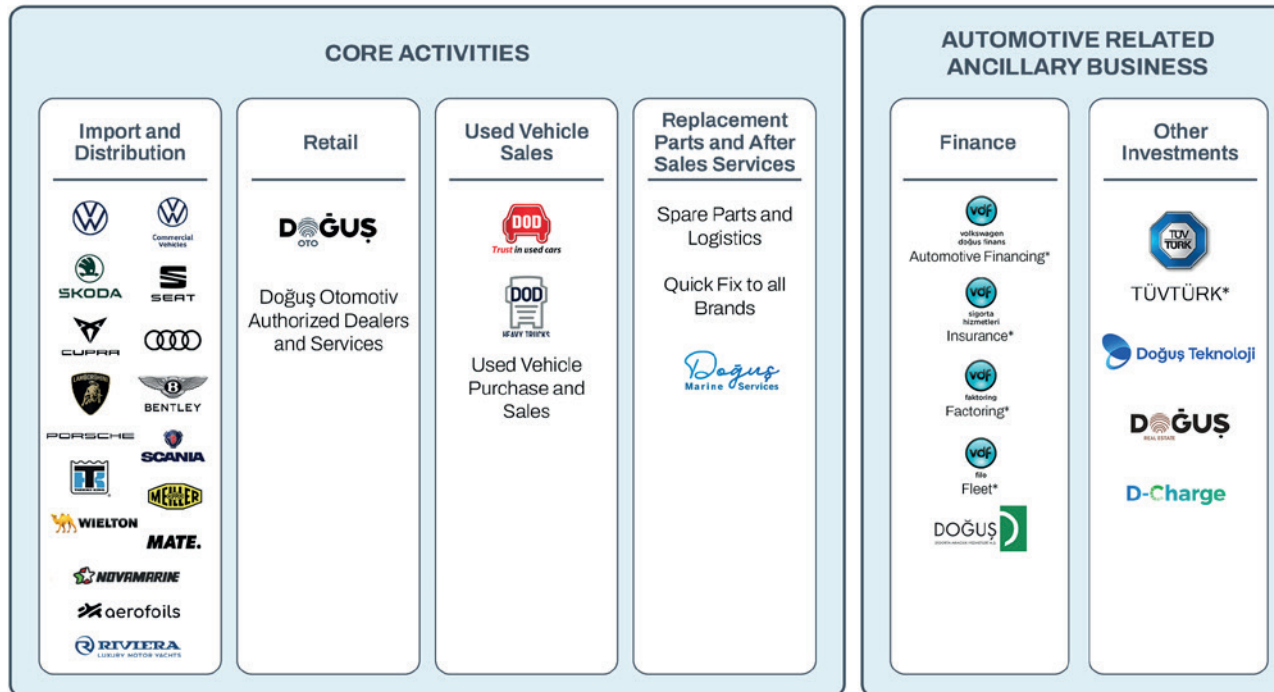 CORE ACTIVITIES
Import and
Distribution
Commercial
Vehicles
SKODA
SEAT
CUPRA
LAMBORGHINI
BENTLEY
PORSCHE
SCANIA
MEILLER
WIELTON
MATE.
NOVAMARINE
aerofoils
RIVIERA
LUXURY MOTOR YACHTS
Retail
DOĞUŞ
OTO
Doğuş Otomotiv
Authorized Dealers
and Services
Used Vehicle
Sales
DOD
Trust in used cars
DOD
HEAVY TRUCKS
Used Vehicle
Purchase and
Sales
Replacement
Parts and After
Sales Services
Spare Parts and
Logistics
Quick Fix to all
Brands
Doğuş
Marine Services
AUTOMOTIVE RELATED
ANCILLARY BUSINESS
Finance
vdf
volkswagen
doğuş finans
Automotive Financing*
vdf
sigorta
hizmetleri
Insurance*
vdf
faktoring
Factoring*
vdf
filo
Fleet*
DOĞUŞ
Other
Investments
TÜV
TURK
TÜVTÜRK*
Doğuş Teknoloji
DOĞUŞ
REAL ESTATE
D-Charge